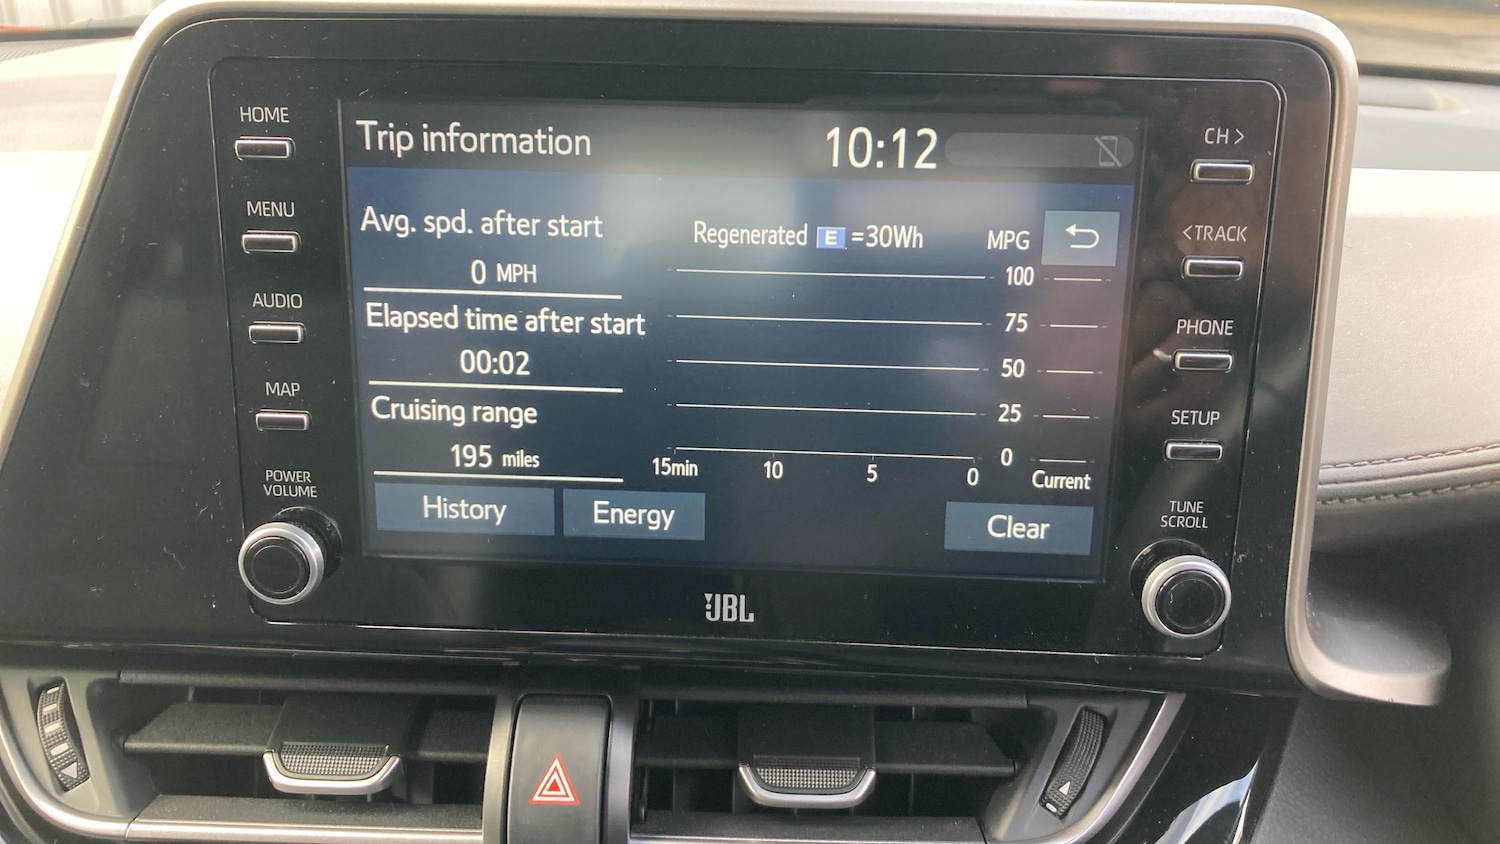 HOME
MENU
AUDIO
MAP
POWER
VOLUME
Trip information
10:12
Avg. spd. after start
0 MPH
Elapsed time after start
00:02
Cruising range
195 miles
Regenerated E =30Wh
MPG
100
75
50
25
0
15min 10 5 0 Current
History
Energy
Clear
JBL
CH >
< TRACK
PHONE
SETUP
TUNE
SCROLL